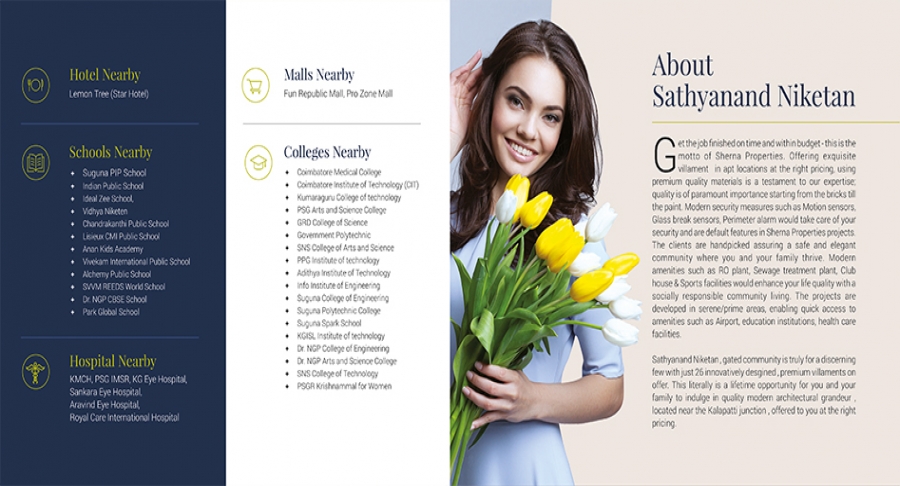 Hotel Nearby
Lemon Tree (Star Hotel)
Schools Nearby
Suguna PIP School
Indian Public School
Ideal Zee School,
Vidhya Niketen
Chandrakanthi Public School
Lisieux CMI Public School
Anan Kids Academy
Vivekam International Public School
Alchemy Public School
SVVM REEDS World School
Dr. NGP CBSE School
Park Global School
Hospital Nearby
KMCH, PSG IMSR, KG Eye Hospital,
Sankara Eye Hospital,
Aravind Eye Hospital,
Royal Care International Hospital
Malls Nearby
Fun Republic Mall, Pro Zone Mall
Colleges Nearby
Coimbatore Medical College
Coimbatore Institute of Technology (CIT)
Kumaraguru College of technology
PSG Arts and Science College
GRD College of Science
Government Polytechnic
SNS College of Arts and Science
PPG Institute of technology
Adithya Institute of Technology
Info Institute of Engineering
Suguna College of Engineering
Suguna Polytechnic College
Suguna Spark School
KGISL Institute of technology
Dr. NGP College of Engineering
Dr. NGP Arts and Science College
SNS College of Technology
PSGR Krishnammal for Women
About
Sathyanand Niketan
Get the job finished on time and within budget - this is the
motto of Sherna Properties. Offering exquisite
villament in apt locations at the right pricing, using
premium quality materials is a testament to our expertise;
quality is of paramount importance starting from the bricks till
the paint. Modern security measures such as Motion sensors,
Glass break sensors, Perimeter alarm would take care of your
security and are default features in Sherna Properties projects.
The clients are handpicked assuring a safe and elegant
community where you and your family thrive. Modern
amenities such as RO plant, Sewage treatment plant, Club
house & Sports facilities would enhance your life quality with a
socially responsible community living. The projects are
developed in serene/prime areas, enabling quick access to
amenities such as Airport, education institutions, health care
facilities.
Sathyanand Niketan , gated community is truly for a discerning
few with just 26 innovatively desgined , premium villaments on
offer. This literally is a lifetime opportunity for you and your
family to indulge in quality modern architectural grandeur ,
located near the Kalapatti junction , offered to you at the right
pricing.